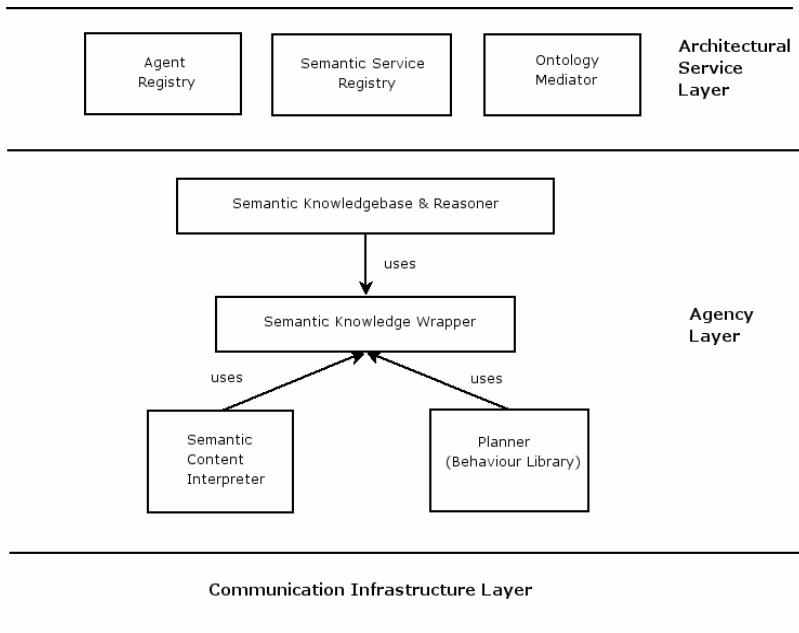 Agent
Registry
Semantic Service
Registry
Ontology
Mediator
Architectural
Service
Layer
Semantic Knowledgebase & Reasoner
uses
Semantic Knowledge Wrapper
Agency
Layer
uses
uses
Semantic
Content
Interpreter
Planner
(Behaviour Library)
Communication Infrastructure Layer